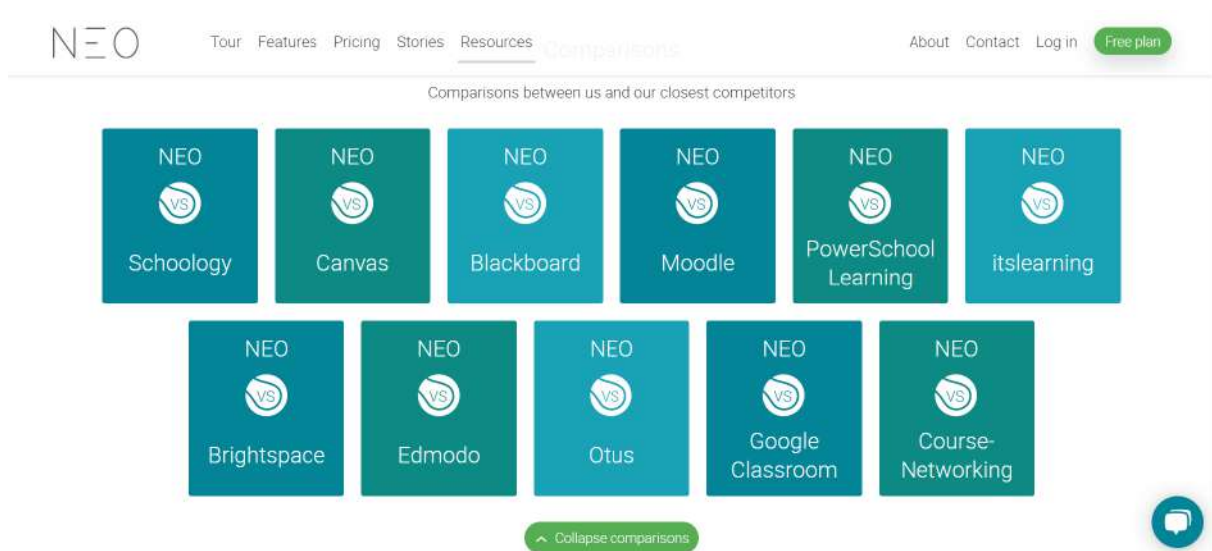 NEO Tour Features Pricing Stories Resources About Contact Log in Free plan
Comparisons
Comparisons between us and our closest competitors
NEO
VS
Schoology
NEO
VS
Canvas
NEO
VS
Blackboard
NEO
VS
Moodle
NEO
VS
PowerSchool
Learning
NEO
VS
itslearning
NEO
VS
Brightspace
NEO
VS
Edmodo
NEO
VS
Otus
NEO
VS
Google
Classroom
NEO
VS
Course-
Networking
Collapse comparisons